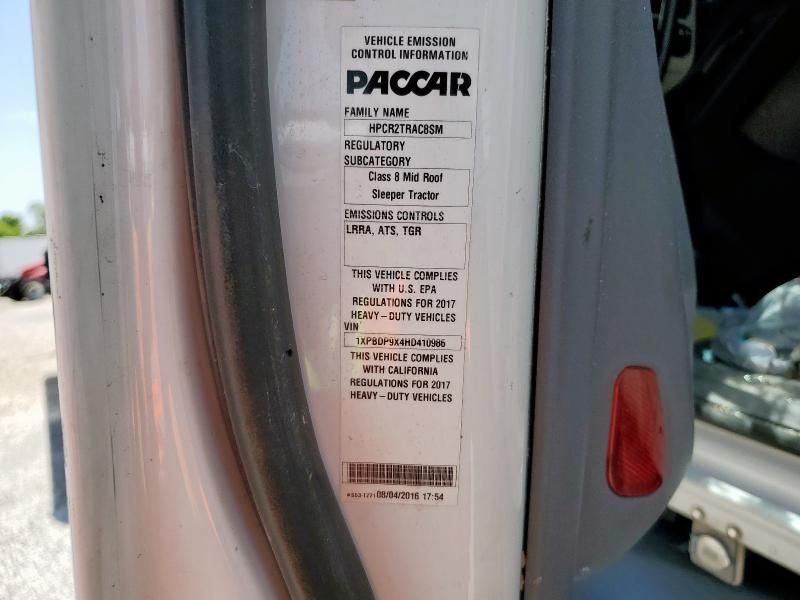 VEHICLE EMISSION
CONTROL INFORMATION
PACCAR
FAMILY NAME
HPCR2TRAC8SM
REGULATORY
SUBCATEGORY
Class 8 Mid Roof
Sleeper Tractor
EMISSIONS CONTROLS
LRRA, ATS, TGR
THIS VEHICLE COMPLIES
WITH U.S. EPA
REGULATIONS FOR 2017
HEAVY-DUTY VEHICLES
VIN
1XPBDP9X4HD410986
THIS VEHICLE COMPLIES
WITH CALIFORNIA
REGULATIONS FOR 2017
HEAVY-DUTY VEHICLES
08/04/2016 17:54